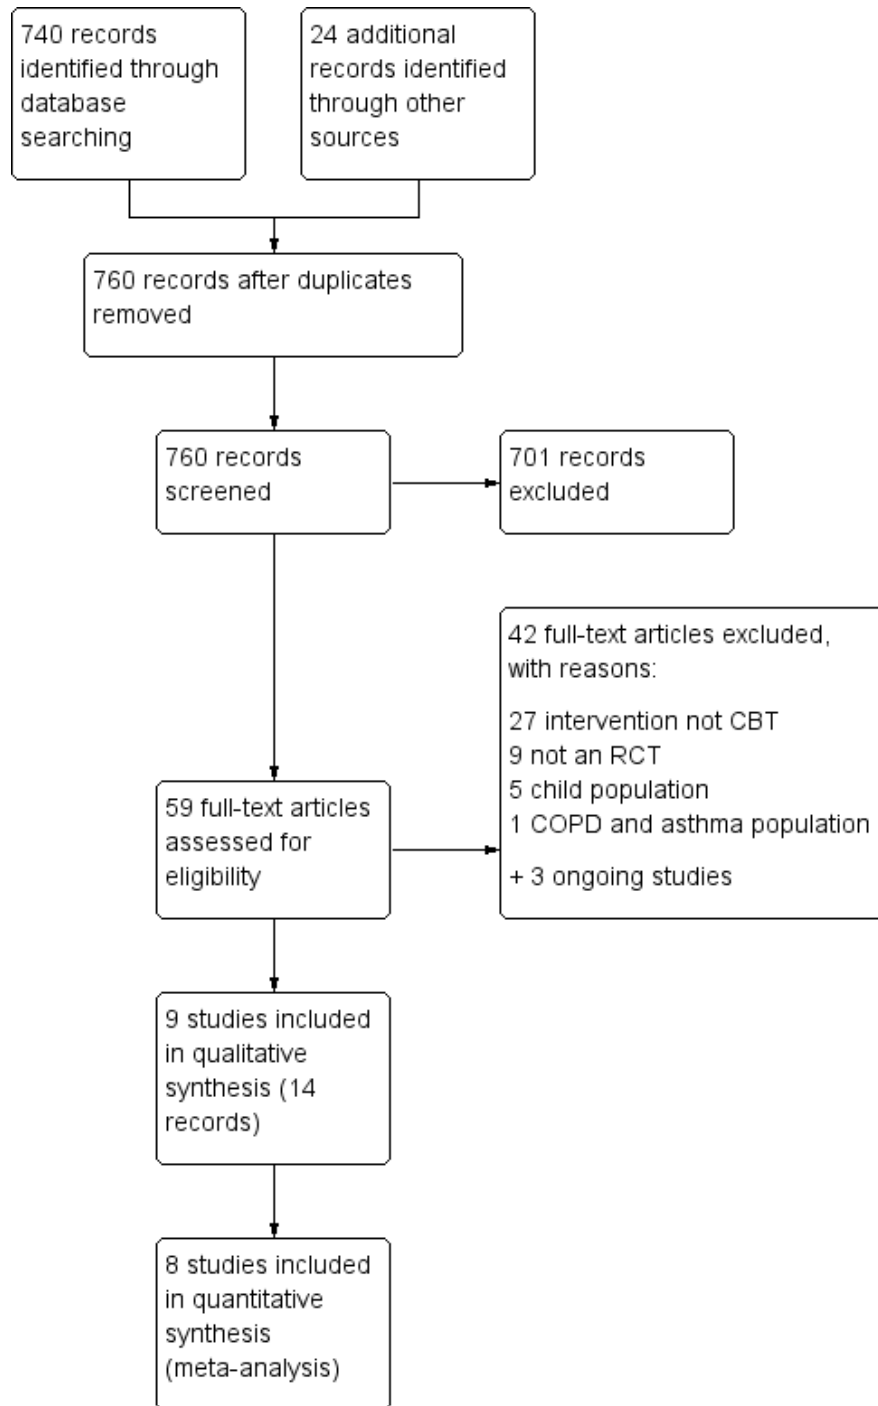 740 records
identified through
database
searching
24 additional
records identified
through other
sources
760 records after duplicates
removed
760 records
screened
701 records
excluded
42 full-text articles excluded,
with reasons:
27 intervention not CBT
9 not an RCT
5 child population
1 COPD and asthma population
+ 3 ongoing studies
59 full-text articles
assessed for
eligibility
9 studies included
in qualitative
synthesis (14
records)
8 studies included
in quantitative
synthesis
(meta-analysis)